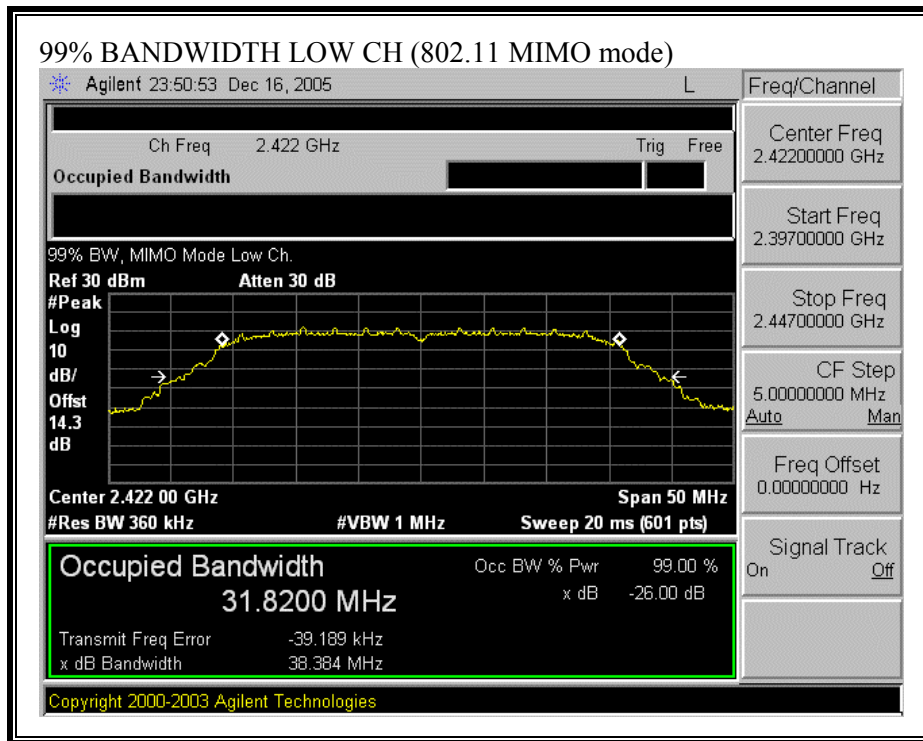 99% BANDWIDTH LOW CH (802.11 MIMO mode)
Agilent 23:50:53 Dec 16, 2005 L
Freq/Channel
Ch Freq 2.422 GHz Trig Free
Occupied Bandwidth
Center Freq
2.42200000 GHz
Start Freq
2.39700000 GHz
Stop Freq
2.44700000 GHz
CF Step
5.00000000 MHz
Auto Man
Freq Offset
0.00000000 Hz
Signal Track
On Off
99% BW, MIMO Mode Low Ch.
Ref 30 dBm Atten 30 dB
#Peak
Log
10
dB/
Offst
14.3
dB
Center 2.422 00 GHz Span 50 MHz
#Res BW 360 kHz #VBW 1 MHz Sweep 20 ms (601 pts)
Occupied Bandwidth
31.8200 MHz
Occ BW % Pwr 99.00 %
x dB -26.00 dB
Transmit Freq Error -39.189 kHz
x dB Bandwidth 38.384 MHz
Copyright 2000-2003 Agilent Technologies